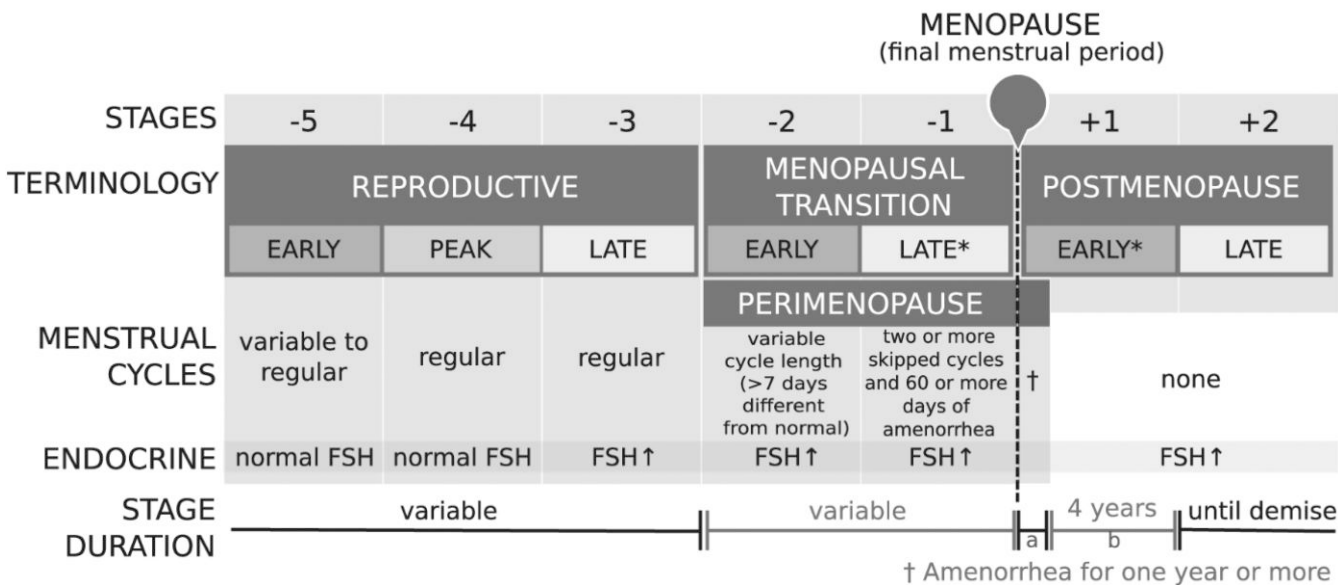 MENOPAUSE
(final menstrual period)
STAGES -5 -4 -3 -2 -1 +1 +2
TERMINOLOGY REPRODUCTIVE MENOPAUSAL TRANSITION POSTMENOPAUSE
EARLY PEAK LATE EARLY LATE* EARLY* LATE
PERIMENOPAUSE
MENSTRUAL
CYCLES
variable to
regular
regular
regular
variable
cycle length
(>7 days
different
from normal)
two or more
skipped cycles
and 60 or more
days of
amenorrhea
†
none
ENDOCRINE normal FSH normal FSH FSH↑ FSH↑ FSH↑ FSH↑
STAGE
DURATION
variable
variable
a
4 years
b
until demise
† Amenorrhea for one year or more